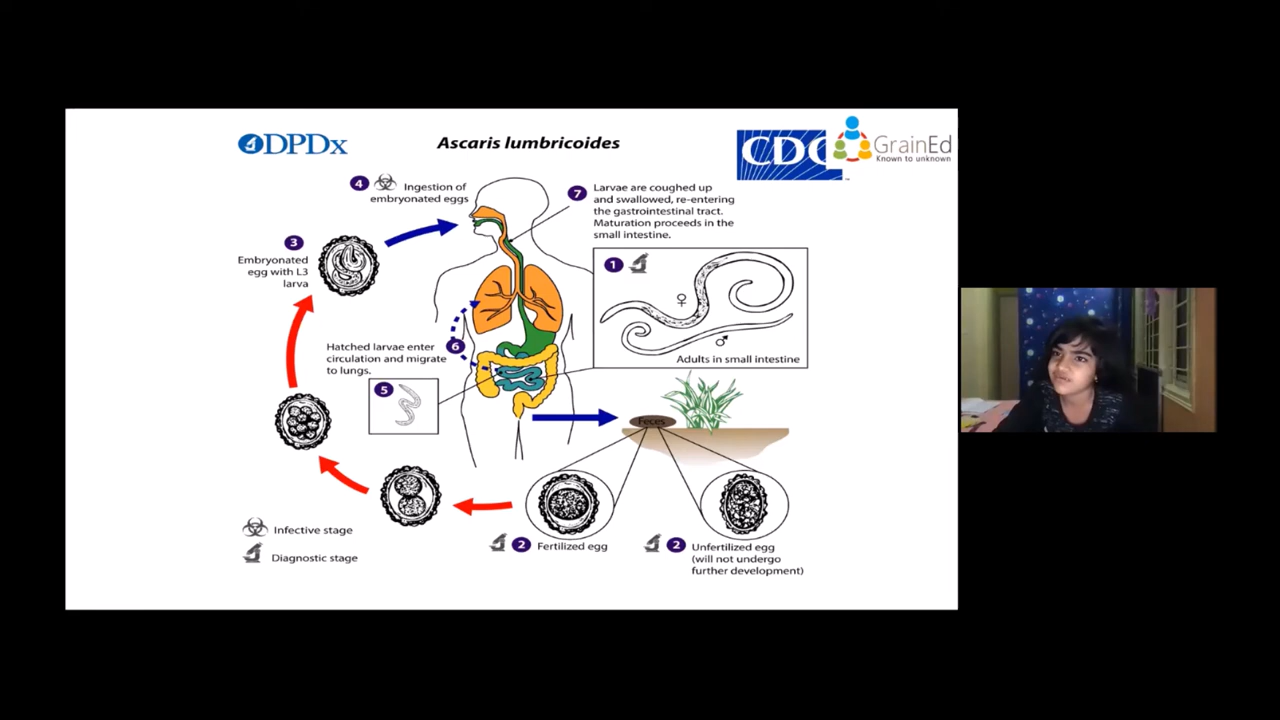 DPDx
Ascaris lumbricoides
CDC
GrainEd
Known to unknown
4
Ingestion of
embryonated eggs
7
Larvae are coughed up
and swallowed, re-entering
the gastrointestinal tract.
Maturation proceeds in the
small intestine.
3
Embryonated
egg with L3
larva
1
♀
♂
Adults in small intestine
Hatched larvae enter
circulation and migrate
to lungs.
6
5
Feces
2
Fertilized egg
2
Unfertilized egg
(will not undergo
further development)
Infective stage
Diagnostic stage